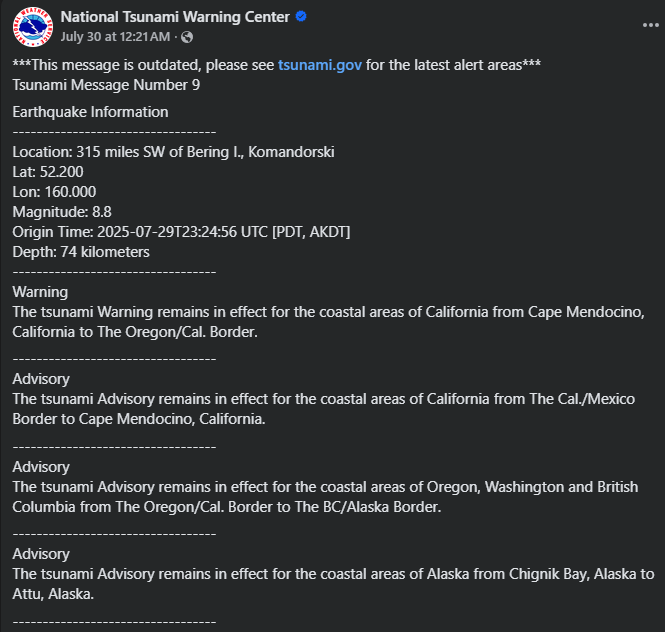 National Tsunami Warning Center
July 30 at 12:21 AM ·
***This message is outdated, please see tsunami.gov for the latest alert areas***
Tsunami Message Number 9
Earthquake Information
----------------------------------
Location: 315 miles SW of Bering I., Komandorski
Lat: 52.200
Lon: 160.000
Magnitude: 8.8
Origin Time: 2025-07-29T23:24:56 UTC [PDT, AKDT]
Depth: 74 kilometers
----------------------------------
Warning
The tsunami Warning remains in effect for the coastal areas of California from Cape Mendocino,
California to The Oregon/Cal. Border.
----------------------------------
Advisory
The tsunami Advisory remains in effect for the coastal areas of California from The Cal./Mexico
Border to Cape Mendocino, California.
----------------------------------
Advisory
The tsunami Advisory remains in effect for the coastal areas of Oregon, Washington and British
Columbia from The Oregon/Cal. Border to The BC/Alaska Border.
----------------------------------
Advisory
The tsunami Advisory remains in effect for the coastal areas of Alaska from Chignik Bay, Alaska to
Attu, Alaska.
----------------------------------